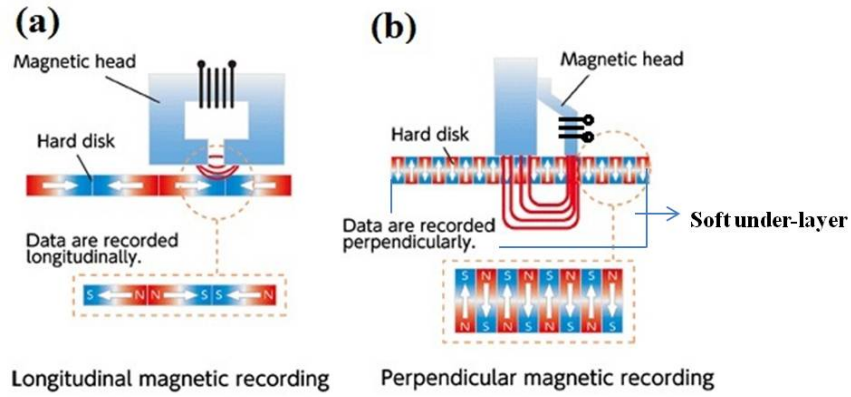 (a)
Magnetic head
Hard disk
Data are recorded
longitudinally.
S N N S S N
Longitudinal magnetic recording
(b)
Magnetic head
Hard disk
Data are recorded
perpendicularly.
Soft under-layer
S N S N S N S N
N S N S N S N S
Perpendicular magnetic recording